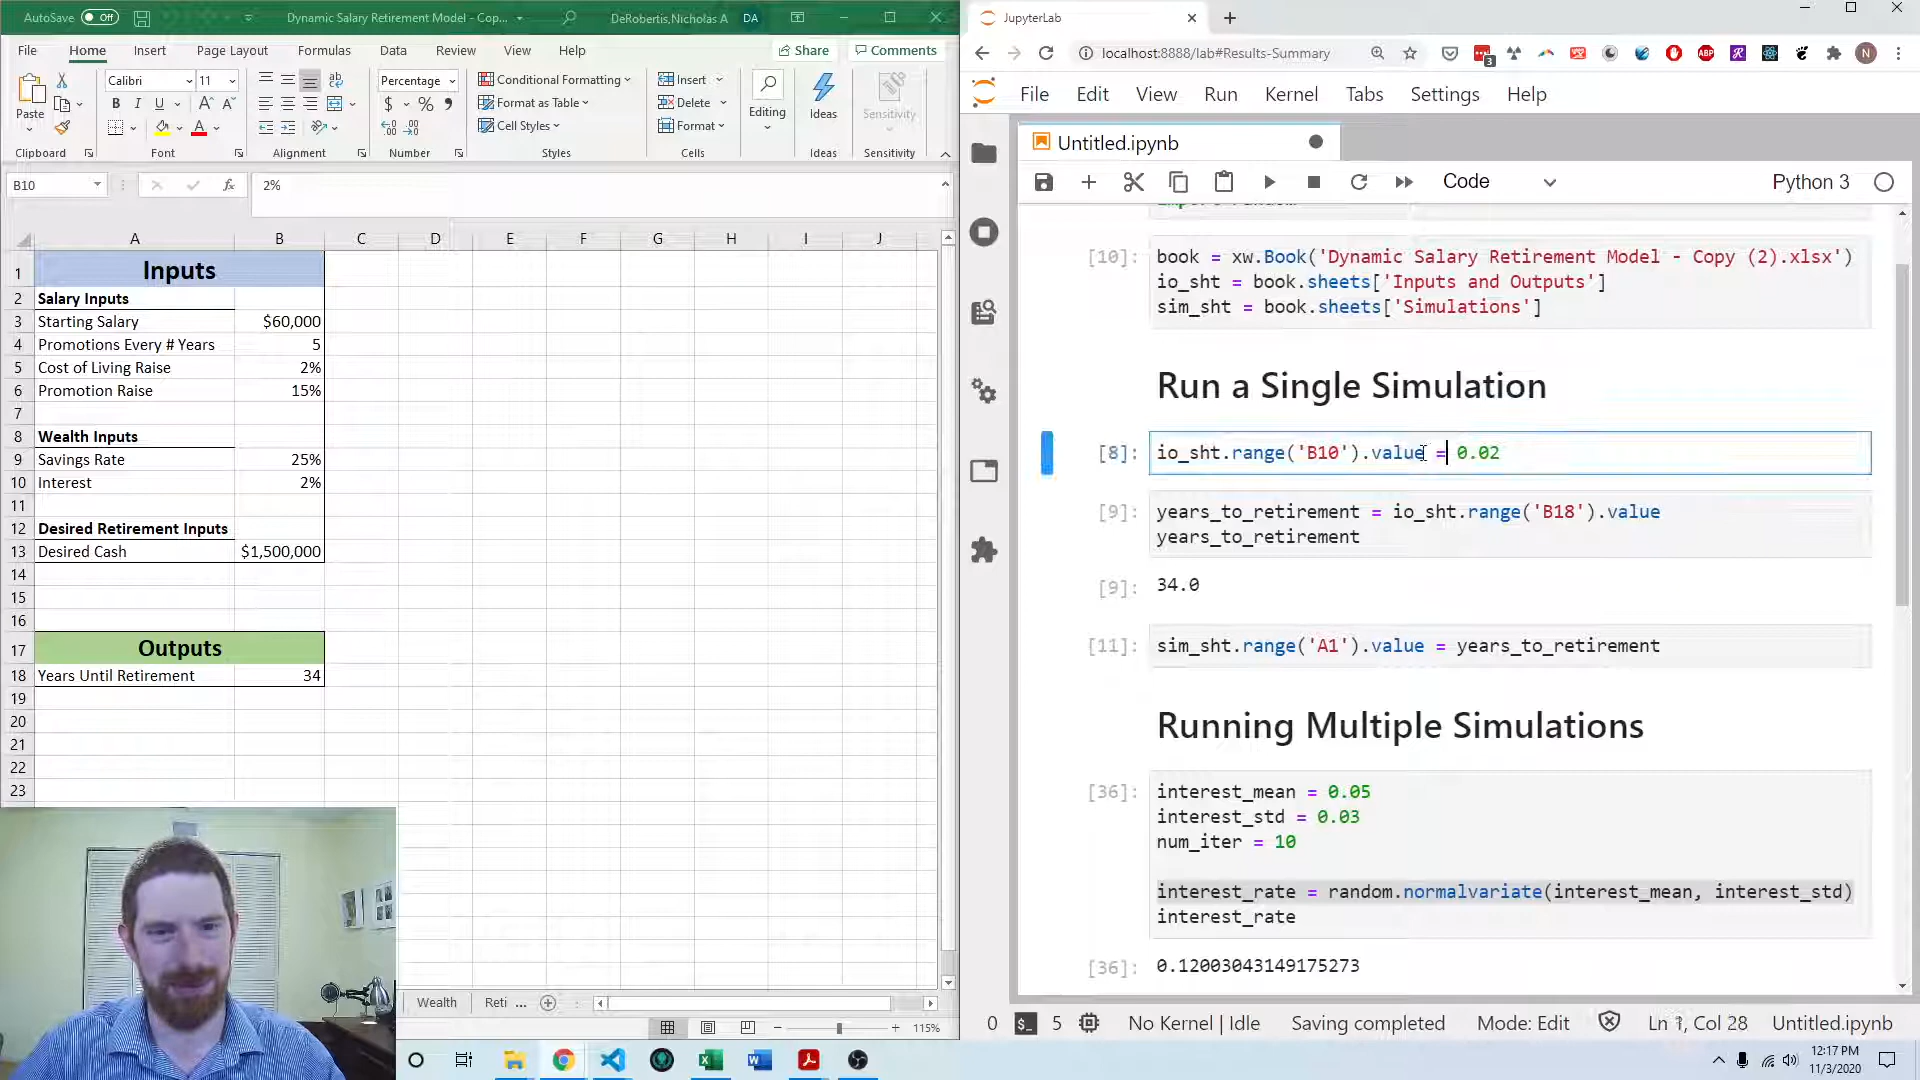 AutoSave Off
Dynamic Salary Retirement Model - Cop...
DeRobertis,Nicholas A DA
File Home Insert Page Layout Formulas Data Review View Help Share Comments
Paste
Calibri 11
B I U
ab
Percentage
$ %
Conditional Formatting
Format as Table
Cell Styles
Insert
Delete
Format
Editing
Ideas
Sensitivity
Clipboard Font Alignment Number Styles Cells Ideas Sensitivity
B10 fx 2%
A B C D E F G H I J
1 Inputs
2 Salary Inputs
3 Starting Salary $60,000
4 Promotions Every # Years 5
5 Cost of Living Raise 2%
6 Promotion Raise 15%
7
8 Wealth Inputs
9 Savings Rate 25%
10 Interest 2%
11
12 Desired Retirement Inputs
13 Desired Cash $1,500,000
14
15
16
17 Outputs
18 Years Until Retirement 34
19
20
21
22
23
Wealth Reti ...
115%
JupyterLab
localhost:8888/lab#Results-Summary
File Edit View Run Kernel Tabs Settings Help
Untitled.ipynb
Code Python 3
[10]: book = xw.Book('Dynamic Salary Retirement Model - Copy (2).xlsx')
io_sht = book.sheets['Inputs and Outputs']
sim_sht = book.sheets['Simulations']
Run a Single Simulation
[8]: io_sht.range('B10').value = 0.02
[9]: years_to_retirement = io_sht.range('B18').value
years_to_retirement
[9]: 34.0
[11]: sim_sht.range('A1').value = years_to_retirement
Running Multiple Simulations
[36]: interest_mean = 0.05
interest_std = 0.03
num_iter = 10
interest_rate = random.normalvariate(interest_mean, interest_std)
interest_rate
[36]: 0.12003043149175273
0 5 No Kernel | Idle Saving completed Mode: Edit Ln 1, Col 28 Untitled.ipynb
12:17 PM
11/3/2020